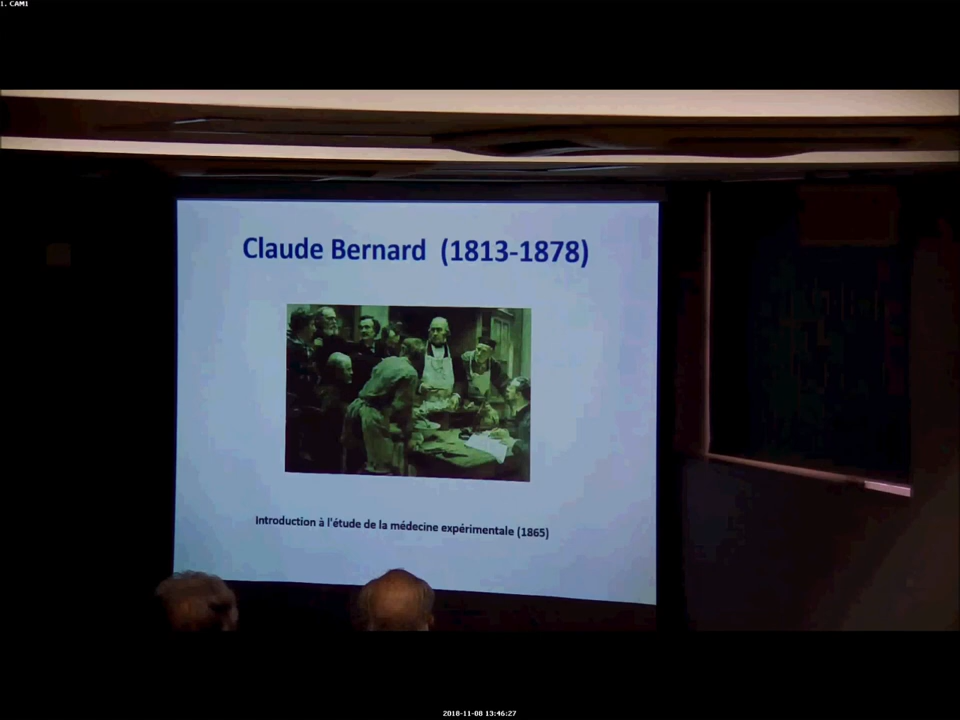 1. CAM1
Claude Bernard (1813-1878)
Introduction à l'étude de la médecine expérimentale (1865)
2018-11-08 13:46:27